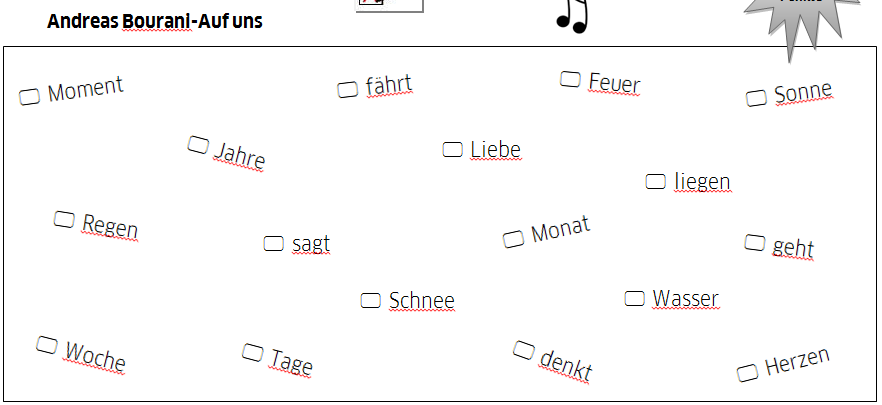 Andreas Bourani-Auf uns
Moment
fährt
Feuer
Sonne
Jahre
Liebe
liegen
Regen
sagt
Monat
geht
Schnee
Wasser
Woche
Tage
denkt
Herzen